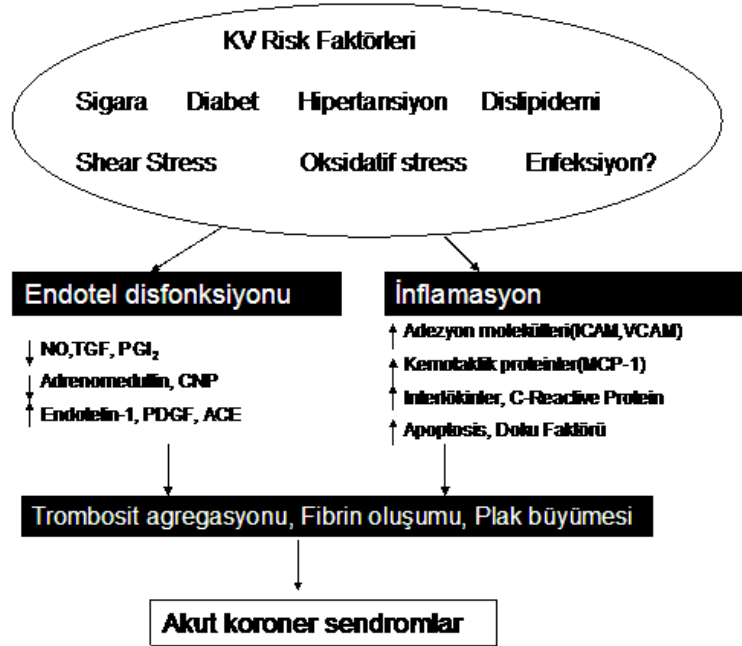 KV Risk Faktörleri
Sigara Diabet Hipertansiyon Dislipidemi
Shear Stress Oksidatif stress Enfeksiyon?
Endotel disfonksiyonu
↓ NO,TGF, PGI₂
↓ Adrenomedullin, CNP
↑ Endotelin-1, PDGF, ACE
İnflamasyon
↑ Adezyon molekülleri(ICAM,VCAM)
↑ Kemotaktik proteinler(MCP-1)
↑ Interlökinler, C-Reactive Protein
↑ Apoptosis, Doku Faktörü
Trombosit agregasyonu, Fibrin oluşumu, Plak büyümesi
Akut koroner sendromlar